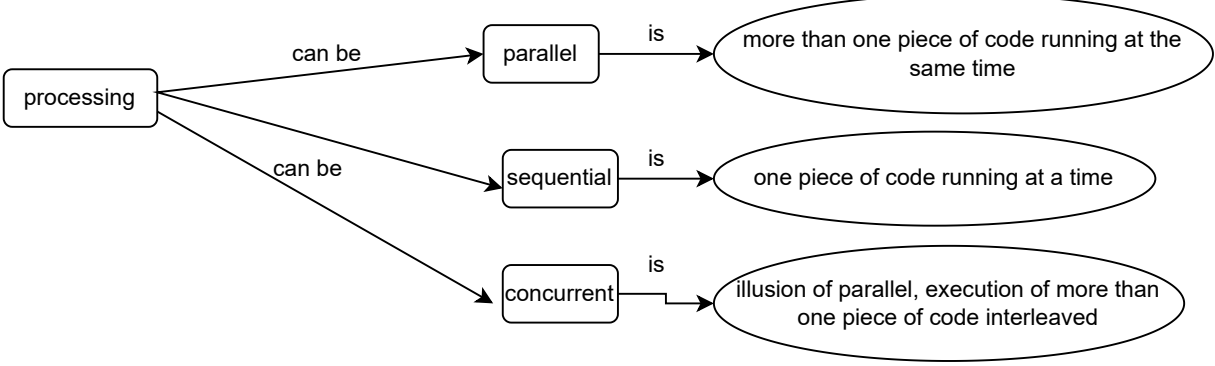 can be
parallel
is
more than one piece of code running at the
same time
processing
can be
sequential
is
one piece of code running at a time
concurrent
is
illusion of parallel, execution of more than
one piece of code interleaved